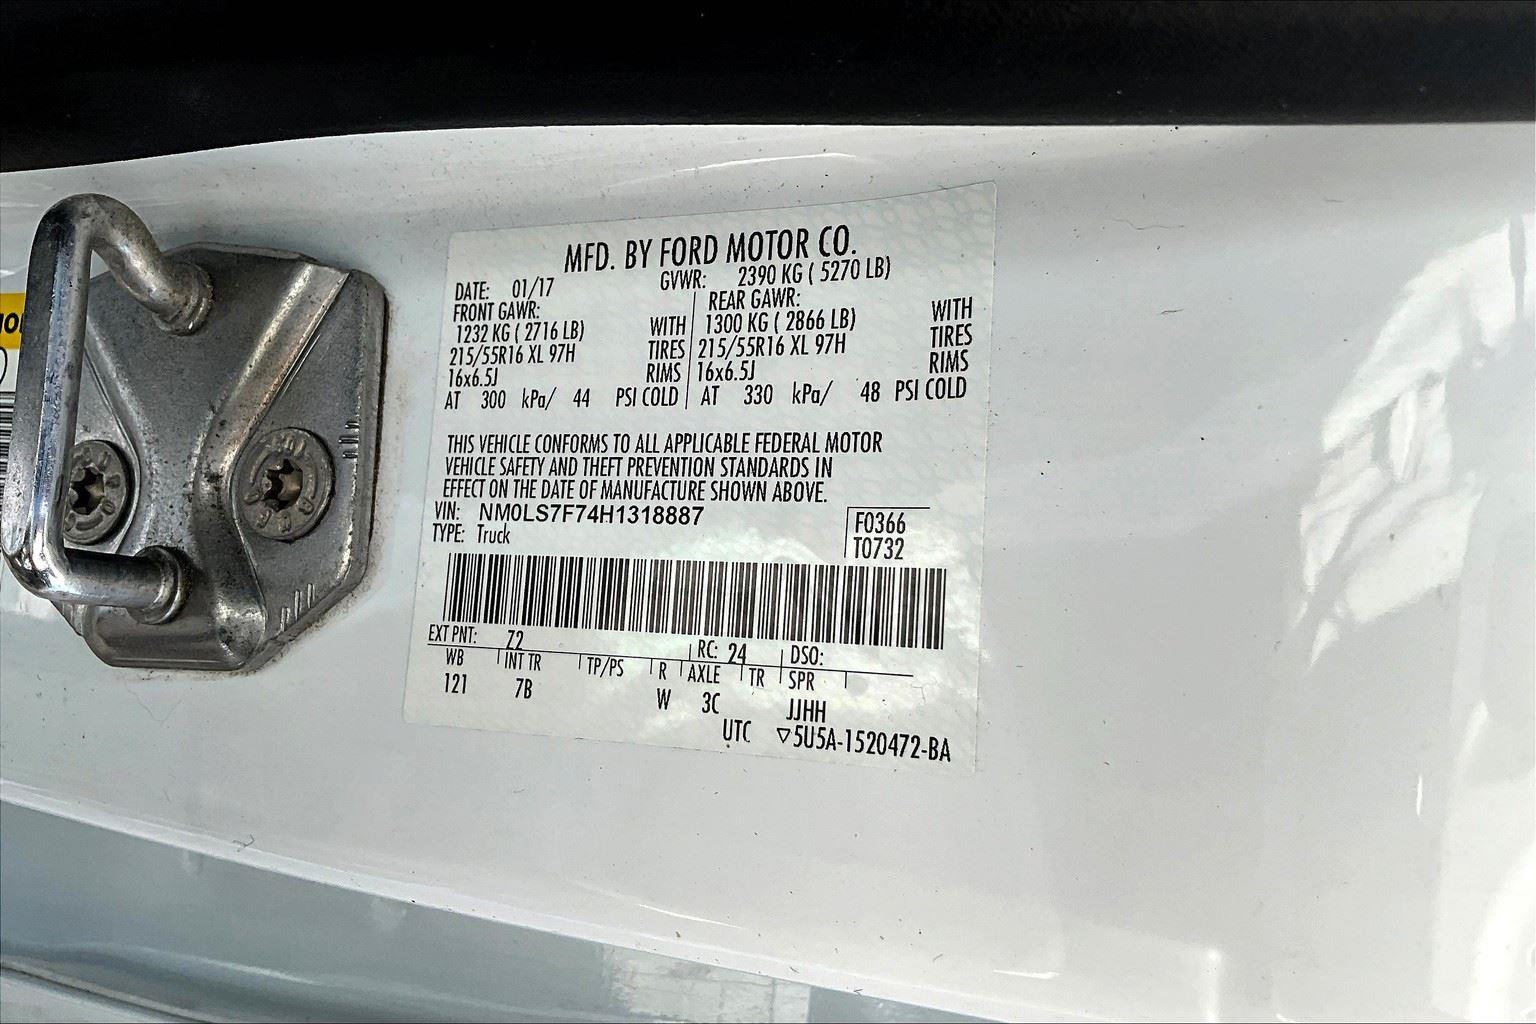 MFD. BY FORD MOTOR CO.
DATE: 01/17 GVWR: 2390 KG ( 5270 LB)
FRONT GAWR: REAR GAWR:
1232 KG ( 2716 LB) WITH 1300 KG ( 2866 LB) WITH
215/55R16 XL 97H TIRES 215/55R16 XL 97H TIRES
16x6.5J RIMS 16x6.5J RIMS
AT 300 kPa/ 44 PSI COLD AT 330 kPa/ 48 PSI COLD
THIS VEHICLE CONFORMS TO ALL APPLICABLE FEDERAL MOTOR
VEHICLE SAFETY AND THEFT PREVENTION STANDARDS IN
EFFECT ON THE DATE OF MANUFACTURE SHOWN ABOVE.
VIN: NM0LS7F74H1318887 F0366
TYPE: Truck T0732
EXT PNT: Z2 RC: 24 DSO:
WB INT TR TP/PS R AXLE TR SPR
121 7B W 3C JJHH
UTC ▽5U5A-1520472-BA